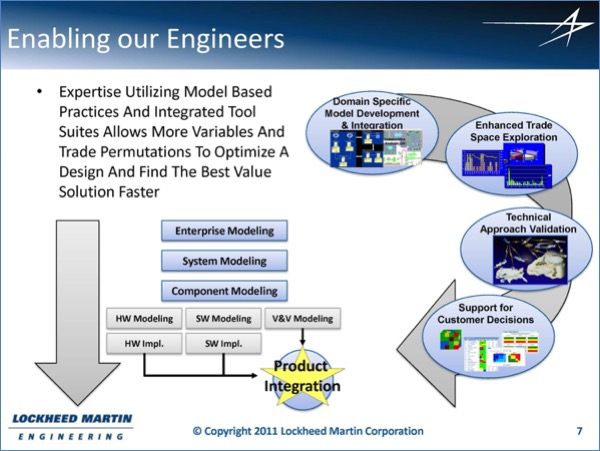 Enabling our Engineers
• Expertise Utilizing Model Based
Practices And Integrated Tool
Suites Allows More Variables And
Trade Permutations To Optimize A
Design And Find The Best Value
Solution Faster
Domain Specific
Model Development
& Integration
Enhanced Trade
Space Exploration
Technical
Approach Validation
Support for
Customer Decisions
Enterprise Modeling
System Modeling
Component Modeling
HW Modeling SW Modeling V&V Modeling
HW Impl. SW Impl.
Product
Integration
LOCKHEED MARTIN
ENGINEERING
© Copyright 2011 Lockheed Martin Corporation
7